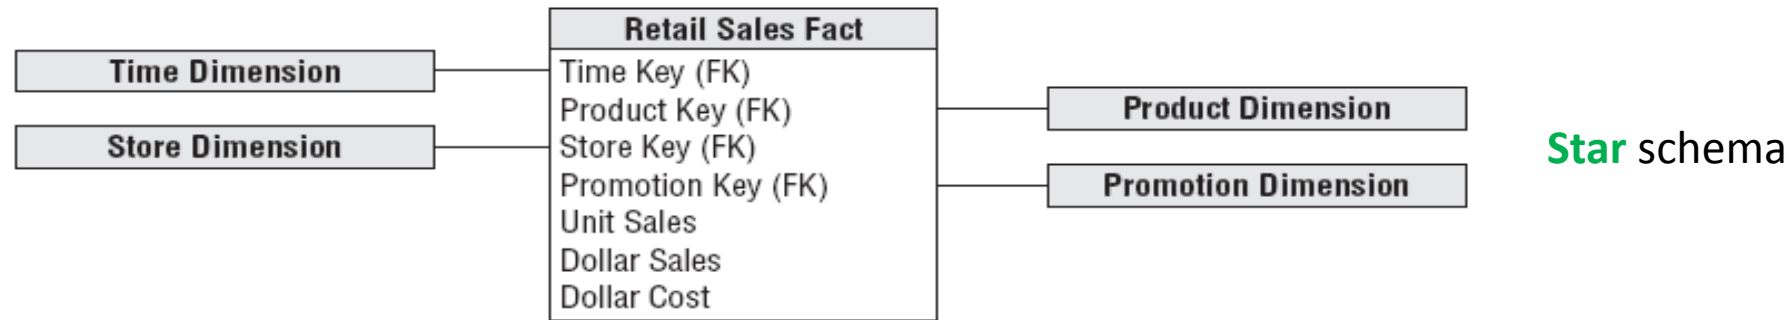 Retail Sales Fact
Time Dimension
Store Dimension
Time Key (FK)
Product Key (FK)
Store Key (FK)
Promotion Key (FK)
Unit Sales
Dollar Sales
Dollar Cost
Product Dimension
Promotion Dimension
Star schema